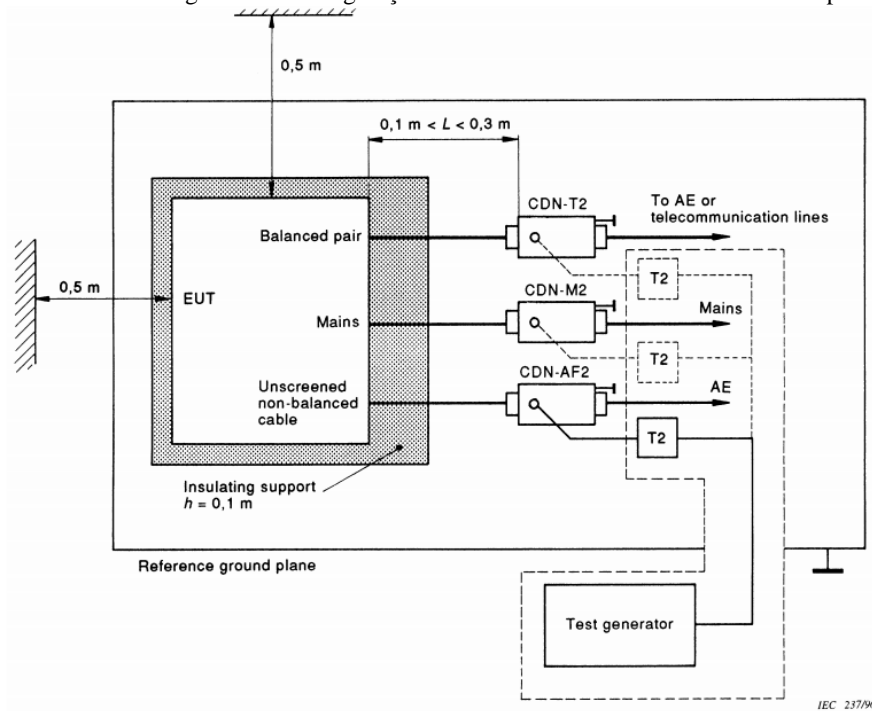 0,5 m
0,1 m < L < 0,3 m
CDN-T2
To AE or
telecommunication lines
Balanced pair
T2
0,5 m
EUT
CDN-M2
Mains
Mains
T2
Unscreened
non-balanced
cable
CDN-AF2
AE
T2
Insulating support
h = 0,1 m
Reference ground plane
Test generator